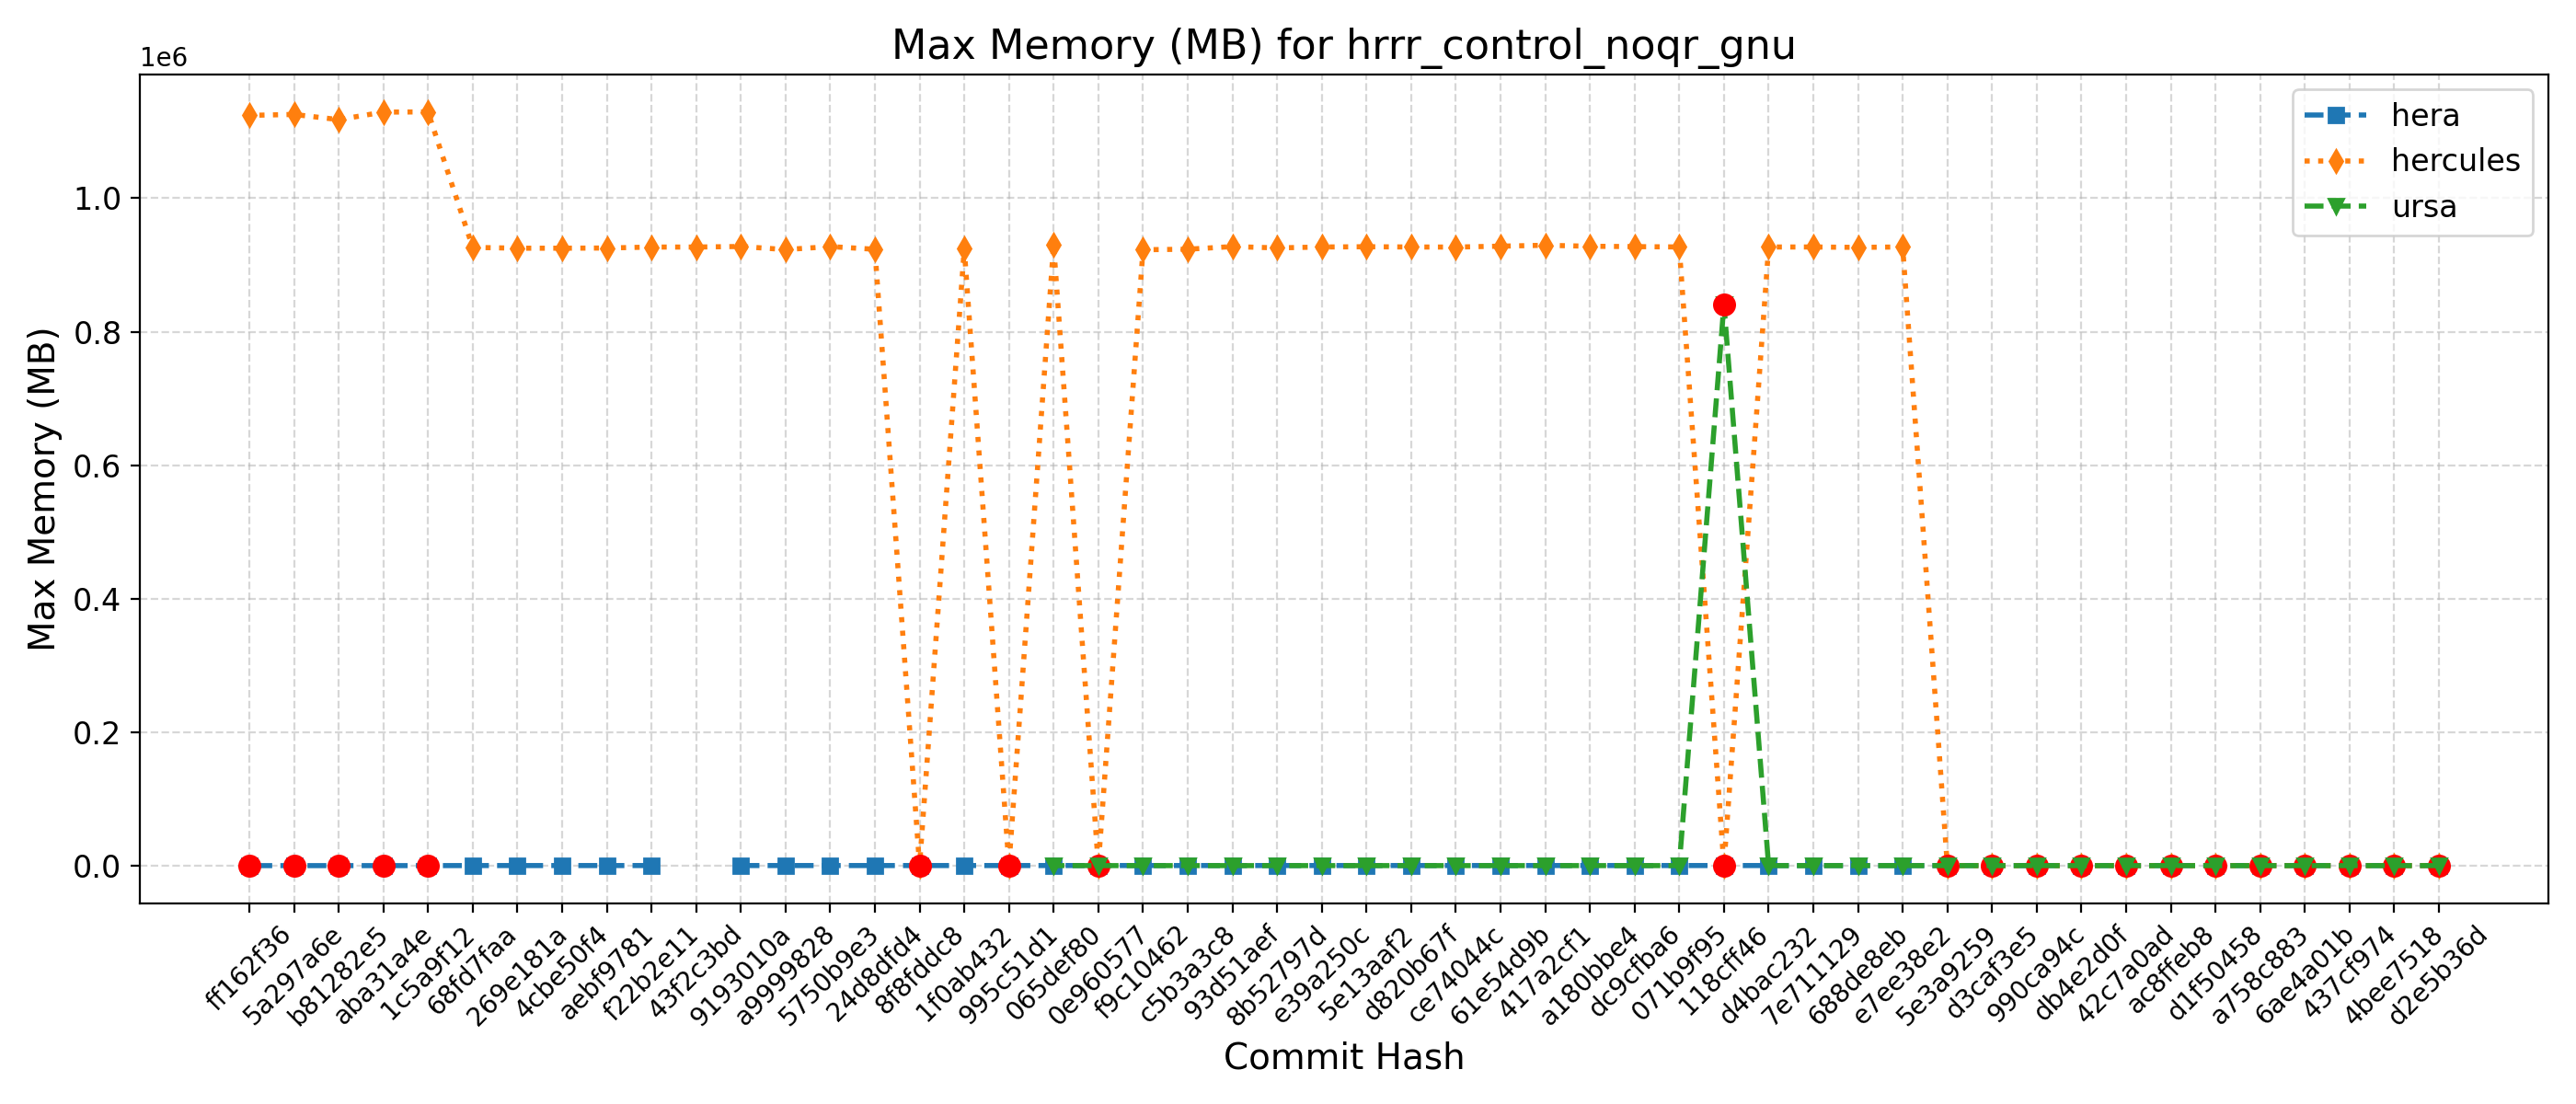 Max Memory (MB) for hrrr_control_noqr_gnu
1e6
1.0
0.8
0.6
0.4
0.2
0.0
Max Memory (MB)
hera
hercules
ursa
ff162f36
5a297a6e
b81282e5
aba31a4e
1c5a9f12
68fd7faa
269e181a
4cbe50f4
aebf9781
f22b2e11
43f2c3bd
9193010a
a9999828
5750b9e3
24d8dfd4
8f8fddc8
1f0ab432
995c51d1
065def80
0e960577
f9c10462
c5b3a3c8
93d51aef
8b52797d
e39a250c
5e13aaf2
d820b67f
ce74044c
61e54d9b
417a2cf1
a180bbe4
dc9cfba6
071b9f95
118cff46
d4bac232
7e711129
688de8eb
e7ee38e2
5e3a9259
d3caf3e5
990ca94c
db4e2d0f
42c7a0ad
ac8ffeb8
d1f50458
a758c883
6ae4a01b
437cf974
4bee7518
d2e5b36d
Commit Hash